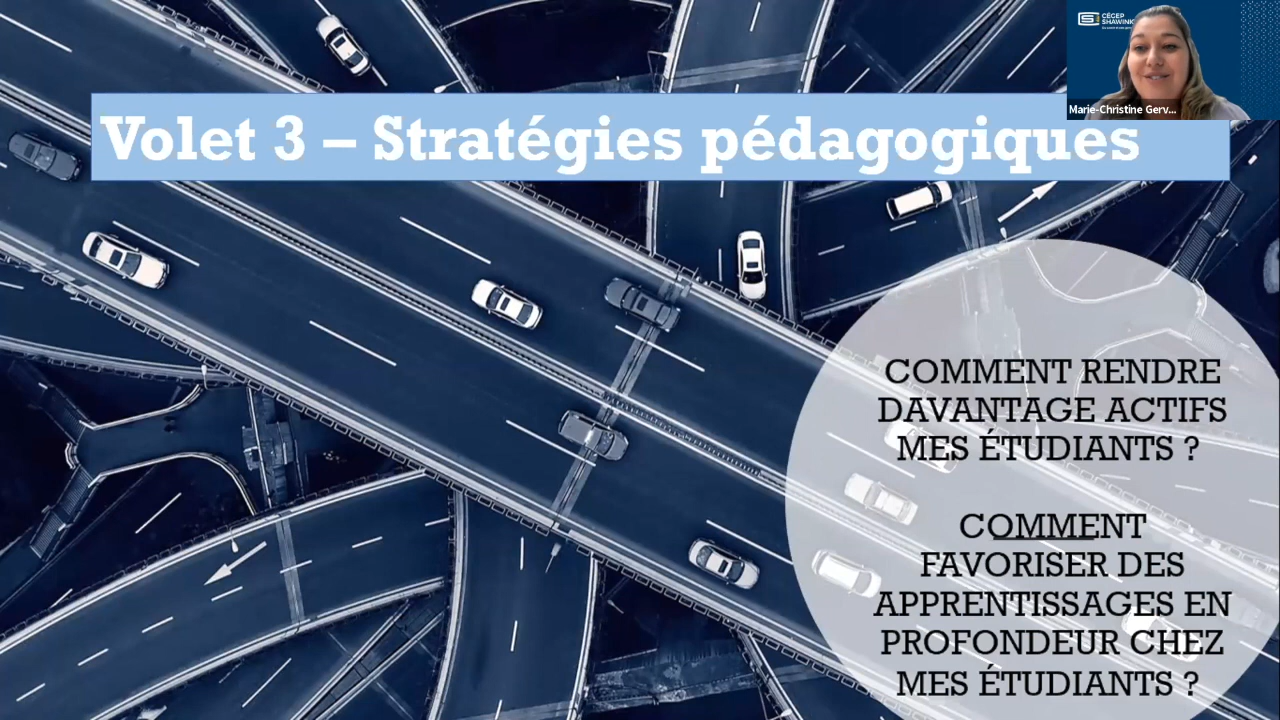 Volet 3 – Stratégies pédagogiques
CÉGEP
Marie-Christine Gerv...
COMMENT RENDRE
DAVANTAGE ACTIFS
MES ÉTUDIANTS ?
COMMENT
FAVORISER DES
APPRENTISSAGES EN
PROFONDEUR CHEZ
MES ÉTUDIANTS ?